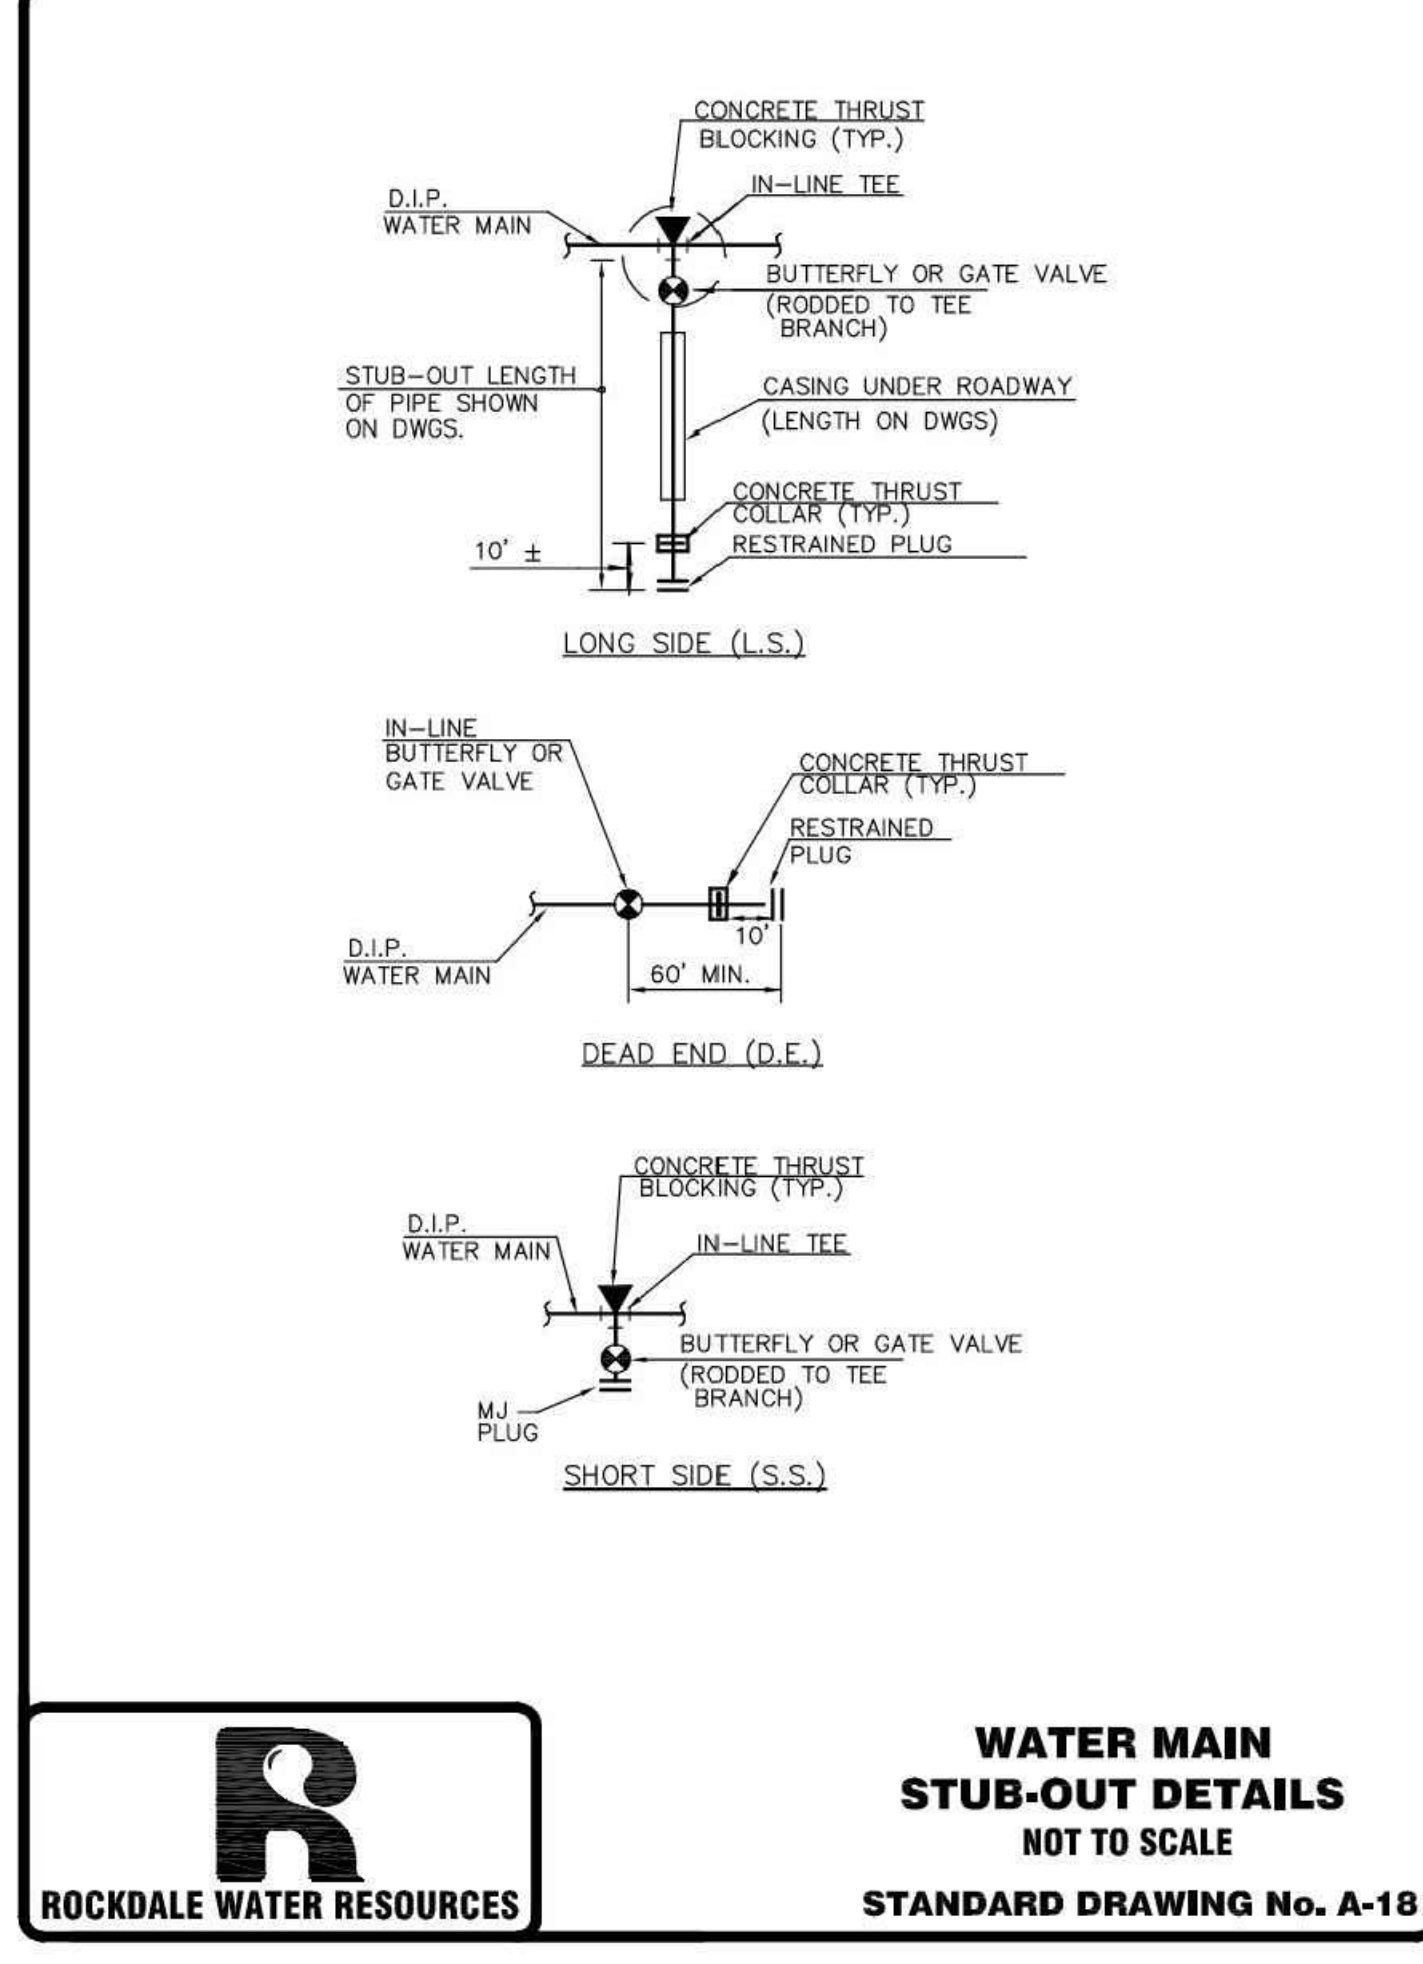 CONCRETE THRUST
BLOCKING (TYP.)
IN-LINE TEE
D.I.P.
WATER MAIN
BUTTERFLY OR GATE VALVE
(RODDED TO TEE
BRANCH)
STUB-OUT LENGTH
OF PIPE SHOWN
ON DWGS.
CASING UNDER ROADWAY
(LENGTH ON DWGS)
CONCRETE THRUST
COLLAR (TYP.)
RESTRAINED PLUG
10' ±
LONG SIDE (L.S.)
IN-LINE
BUTTERFLY OR
GATE VALVE
CONCRETE THRUST
COLLAR (TYP.)
RESTRAINED
PLUG
10'
D.I.P.
WATER MAIN
60' MIN.
DEAD END (D.E.)
CONCRETE THRUST
BLOCKING (TYP.)
D.I.P.
WATER MAIN
IN-LINE TEE
BUTTERFLY OR GATE VALVE
(RODDED TO TEE
BRANCH)
MJ
PLUG
SHORT SIDE (S.S.)
ROCKDALE WATER RESOURCES
WATER MAIN
STUB-OUT DETAILS
NOT TO SCALE
STANDARD DRAWING No. A-18